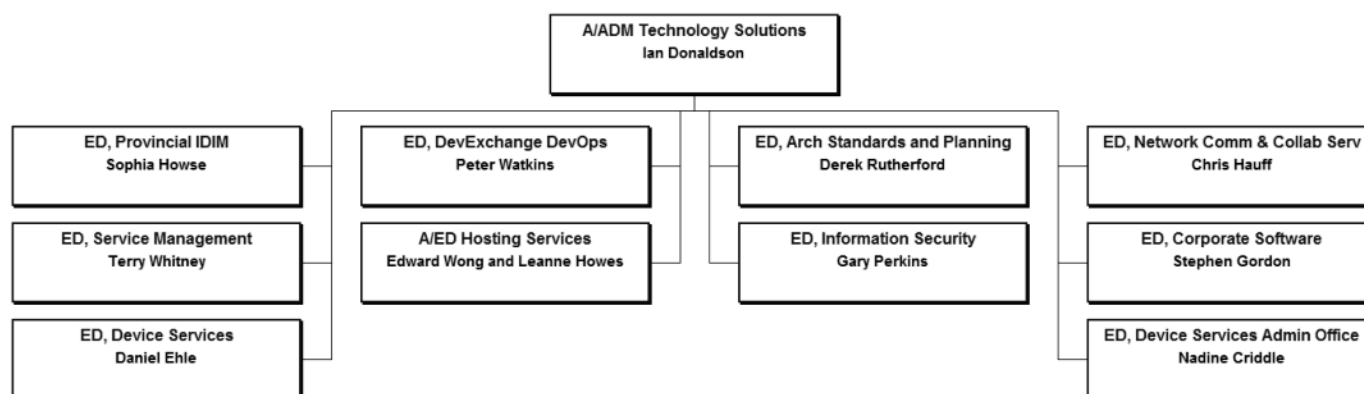 A/ADM Technology Solutions
Ian Donaldson
ED, Provincial IDIM
Sophia Howse
ED, DevExchange DevOps
Peter Watkins
ED, Arch Standards and Planning
Derek Rutherford
ED, Network Comm & Collab Serv
Chris Hauff
ED, Service Management
Terry Whitney
A/ED Hosting Services
Edward Wong and Leanne Howes
ED, Information Security
Gary Perkins
ED, Corporate Software
Stephen Gordon
ED, Device Services
Daniel Ehle
ED, Device Services Admin Office
Nadine Criddle